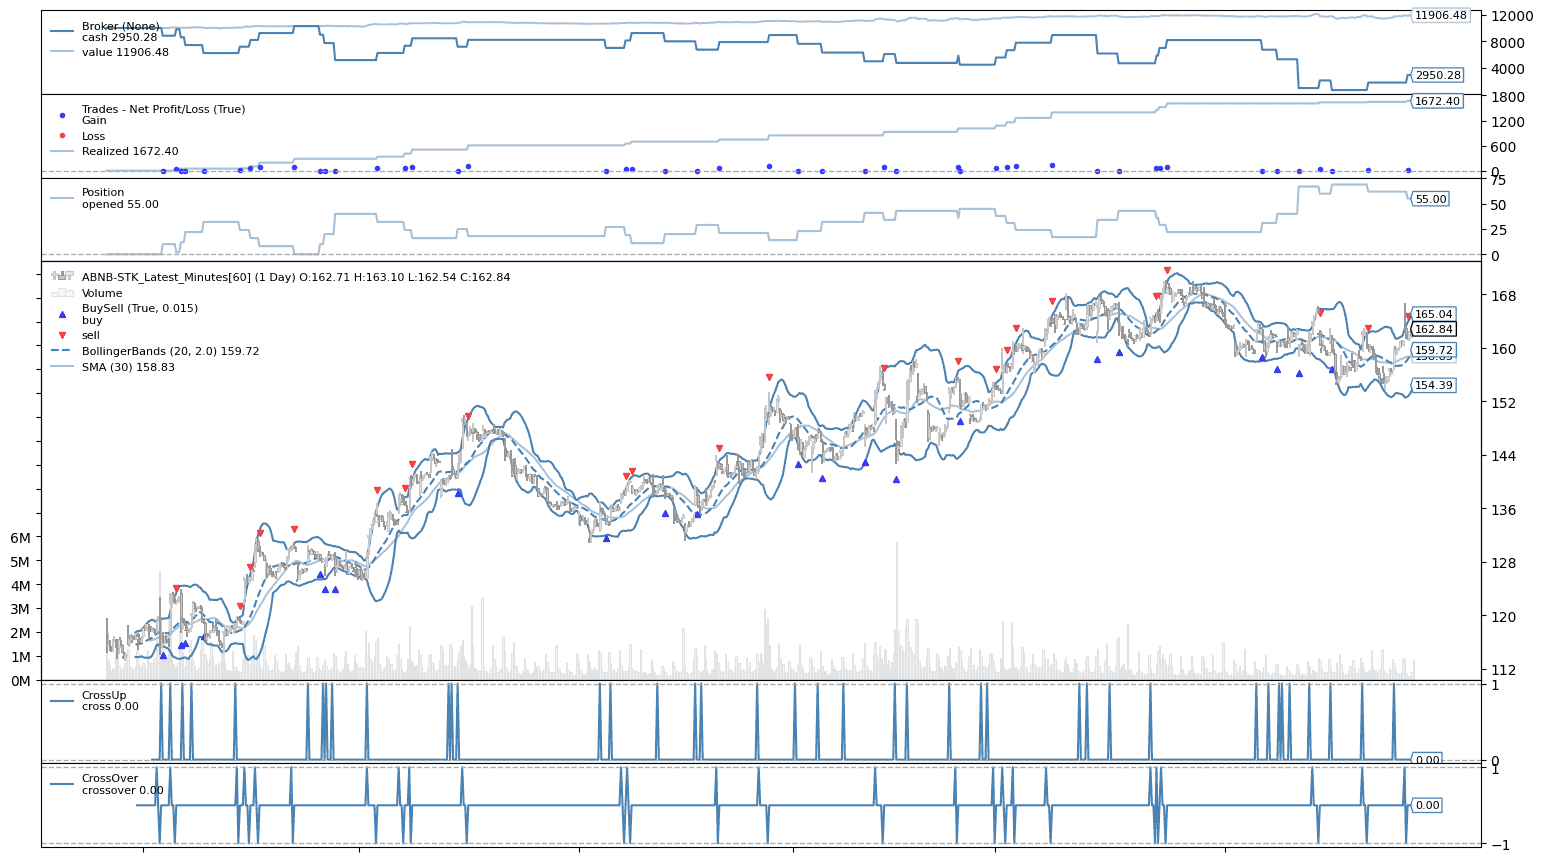 Broker (None)
cash 2950.28
value 11906.48
11906.48
2950.28
12000
8000
4000
Trades - Net Profit/Loss (True)
Gain
Loss
Realized 1672.40
1672.40
1800
1200
600
0
Position
opened 55.00
55.00
75
50
25
0
ABNB-STK_Latest_Minutes[60] (1 Day) O:162.71 H:163.10 L:162.54 C:162.84
Volume
BuySell (True, 0.015)
buy
sell
BollingerBands (20, 2.0) 159.72
SMA (30) 158.83
165.04
162.84
159.72
154.39
168
160
152
144
136
128
120
112
6M
5M
4M
3M
2M
1M
0M
CrossUp
cross 0.00
0.00
1
0
CrossOver
crossover 0.00
0.00
1
−1